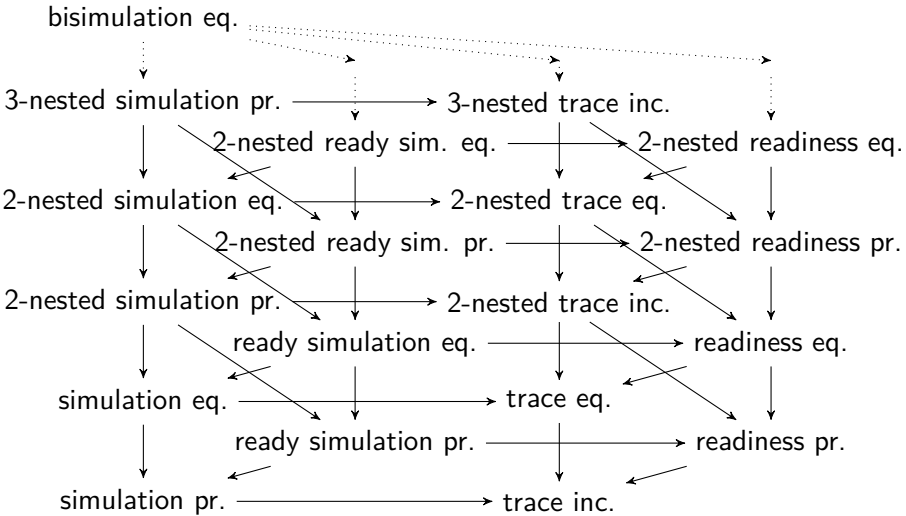 bisimulation eq.
3-nested simulation pr.
3-nested trace inc.
2-nested ready sim. eq.
2-nested readiness eq.
2-nested simulation eq.
2-nested trace eq.
2-nested ready sim. pr.
2-nested readiness pr.
2-nested simulation pr.
2-nested trace inc.
ready simulation eq.
readiness eq.
simulation eq.
trace eq.
ready simulation pr.
readiness pr.
simulation pr.
trace inc.